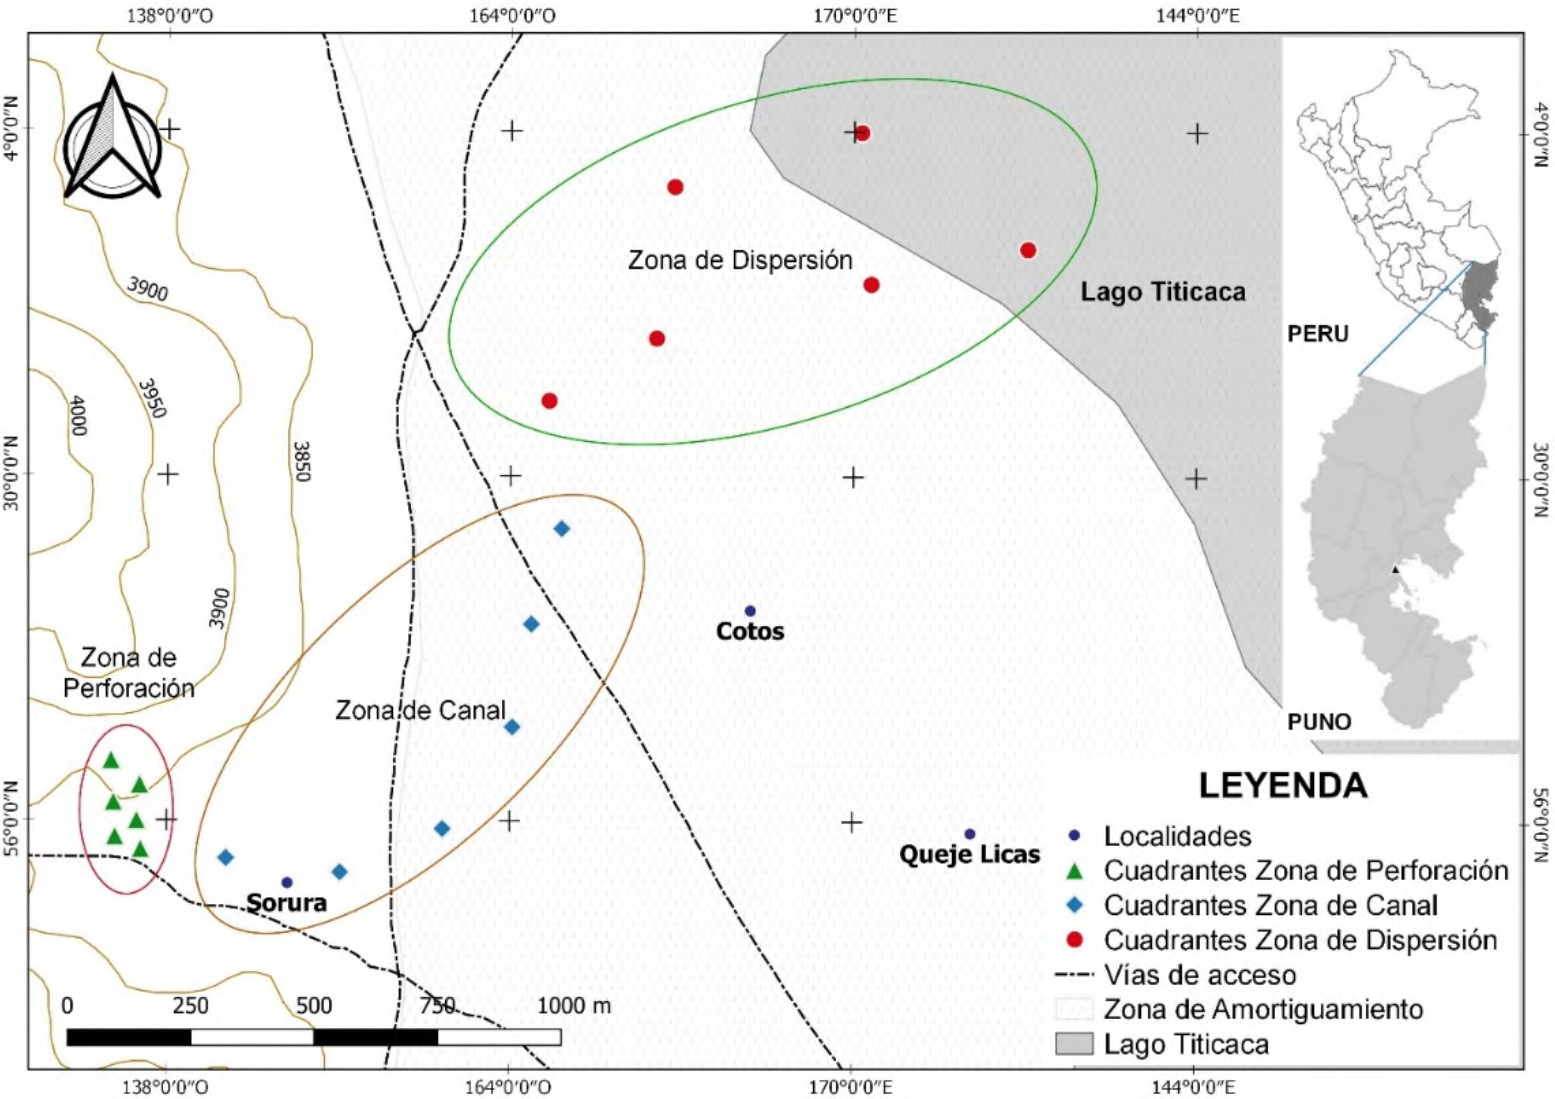 138°0'0"O 164°0'0"O 170°0'0"E 144°0'0"E
4°0'0"N
4°0'0"N
Zona de Dispersión
3900
Lago Titicaca
PERU
3950
4000
3850
30°0'0"N
30°0'0"N
3900
Cotos
Zona de
Perforación
Zona de Canal
PUNO
LEYENDA
56°0'0"N
56°0'0"N
Localidades
Queje Licas
Cuadrantes Zona de Perforación
Sorura
Cuadrantes Zona de Canal
Cuadrantes Zona de Dispersión
Vías de acceso
0 250 500 750 1000 m
Zona de Amortiguamiento
Lago Titicaca
138°0'0"O 164°0'0"O 170°0'0"E 144°0'0"E